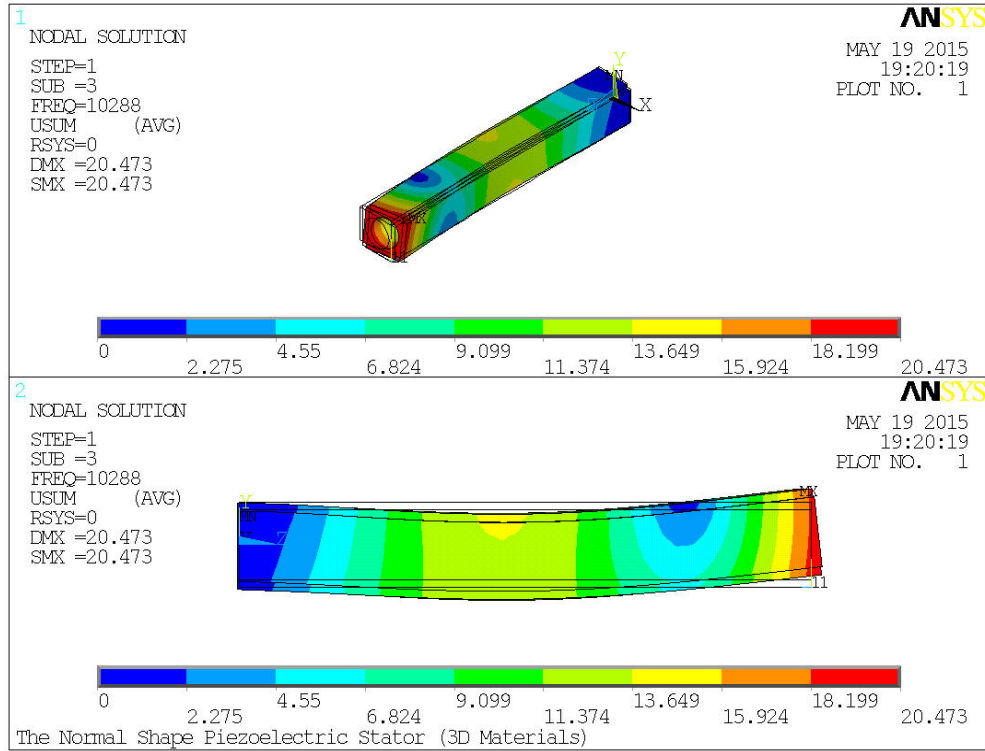 1
ANSYS
NODAL SOLUTION
MAY 19 2015
19:20:19
PLOT NO. 1
STEP=1
SUB =3
FREQ=10288
USUM (AVG)
RSYS=0
DMX =20.473
SMX =20.473
Y
MN
X
MX
0 2.275 4.55 6.824 9.099 11.374 13.649 15.924 18.199 20.473
2
ANSYS
NODAL SOLUTION
MAY 19 2015
19:20:19
PLOT NO. 1
STEP=1
SUB =3
FREQ=10288
USUM (AVG)
RSYS=0
DMX =20.473
SMX =20.473
Y
MN
Z
MX
11
0 2.275 4.55 6.824 9.099 11.374 13.649 15.924 18.199 20.473
The Normal Shape Piezoelectric Stator (3D Materials)